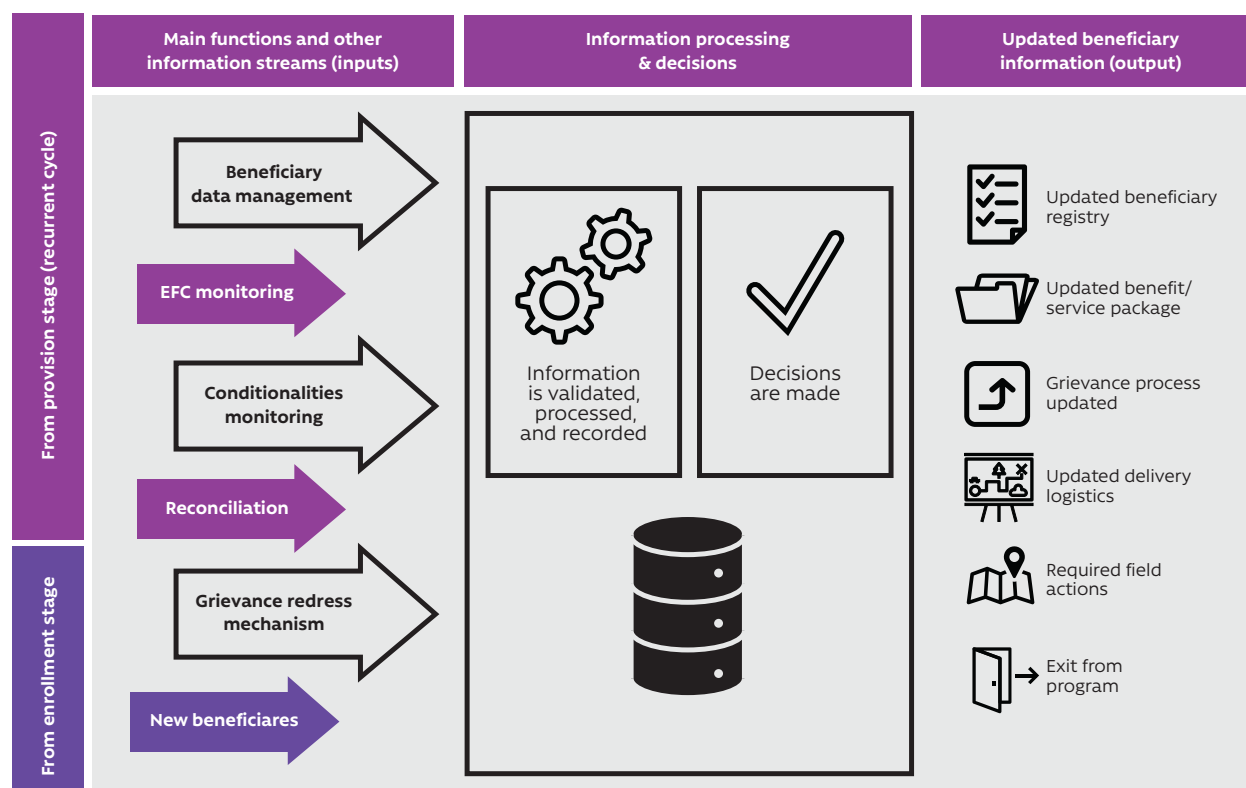 Main functions and other
information streams (inputs)
Information processing
& decisions
Updated beneficiary
information (output)
From provision stage (recurrent cycle)
From enrollment stage
Beneficiary
data management
EFC monitoring
Conditionalities
monitoring
Reconciliation
Grievance redress
mechanism
New beneficiares
Information
is validated,
processed,
and recorded
Decisions
are made
Updated beneficiary
registry
Updated benefit/
service package
Grievance process
updated
Updated delivery
logistics
Required field
actions
Exit from
program